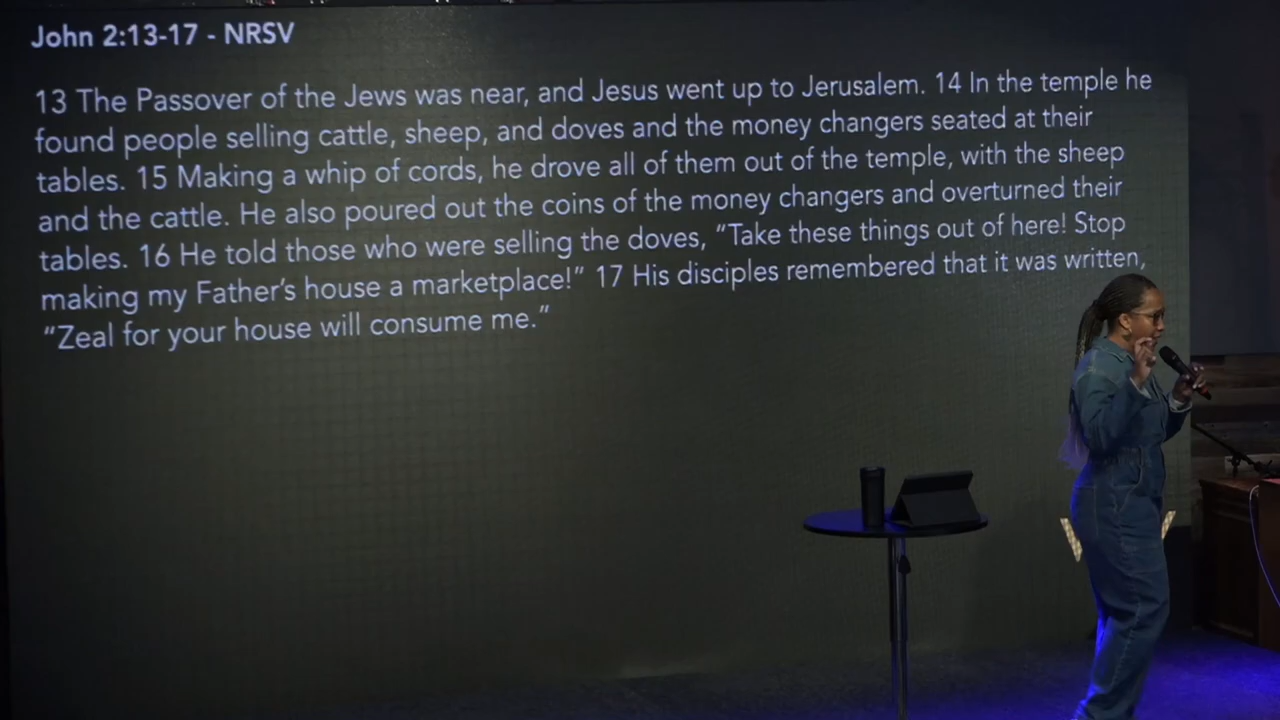 John 2:13-17 - NRSV
13 The Passover of the Jews was near, and Jesus went up to Jerusalem. 14 In the temple he
found people selling cattle, sheep, and doves and the money changers seated at their
tables. 15 Making a whip of cords, he drove all of them out of the temple, with the sheep
and the cattle. He also poured out the coins of the money changers and overturned their
tables. 16 He told those who were selling the doves, “Take these things out of here! Stop
making my Father’s house a marketplace!” 17 His disciples remembered that it was written,
“Zeal for your house will consume me.”